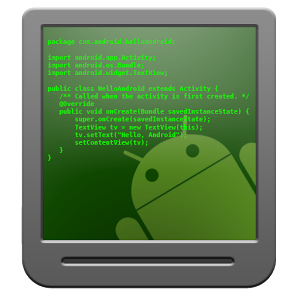 package com.android.helloandroid;
import android.app.Activity;
import android.os.Bundle;
import android.widget.TextView;
public class HelloAndroid extends Activity {
/** Called when the activity is first created. */
@Override
public void onCreate(Bundle savedInstanceState) {
super.onCreate(savedInstanceState);
TextView tv = new TextView(this);
tv.setText("Hello, Android");
setContentView(tv);
}
}